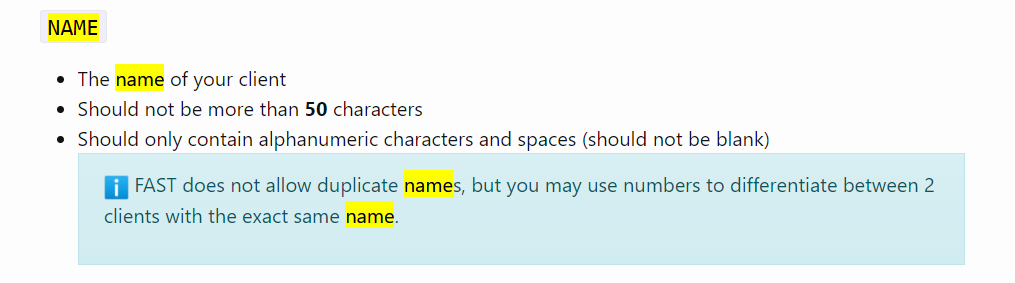 NAME
The name of your client
Should not be more than 50 characters
Should only contain alphanumeric characters and spaces (should not be blank)
FAST does not allow duplicate names, but you may use numbers to differentiate between 2
clients with the exact same name.